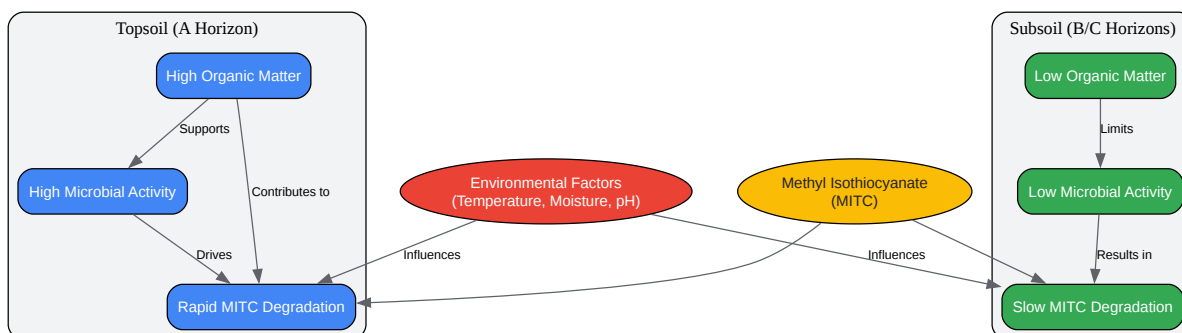 Topsoil (A Horizon)
High Organic Matter
Supports
High Microbial Activity
Contributes to
Drives
Rapid MITC Degradation
Environmental Factors
(Temperature, Moisture, pH)
Influences
Methyl Isothiocyanate
(MITC)
Influences
Subsoil (B/C Horizons)
Low Organic Matter
Limits
Low Microbial Activity
Results in
Slow MITC Degradation